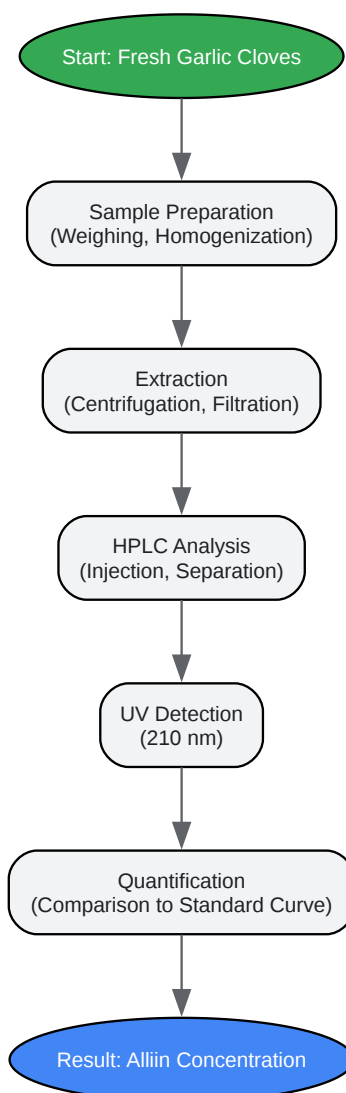 Start: Fresh Garlic Cloves
Sample Preparation
(Weighing, Homogenization)
Extraction
(Centrifugation, Filtration)
HPLC Analysis
(Injection, Separation)
UV Detection
(210 nm)
Quantification
(Comparison to Standard Curve)
Result: Alliin Concentration